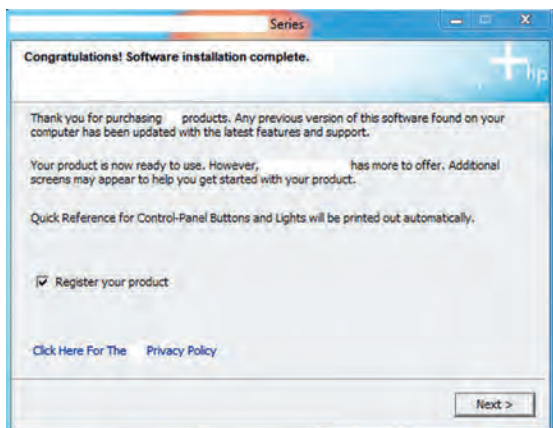 Series
Congratulations! Software installation complete.
hp
Thank you for purchasing products. Any previous version of this software found on your
computer has been updated with the latest features and support.
Your product is now ready to use. However, has more to offer. Additional
screens may appear to help you get started with your product.
Quick Reference for Control-Panel Buttons and Lights will be printed out automatically.
Register your product
Click Here For The Privacy Policy
Next >